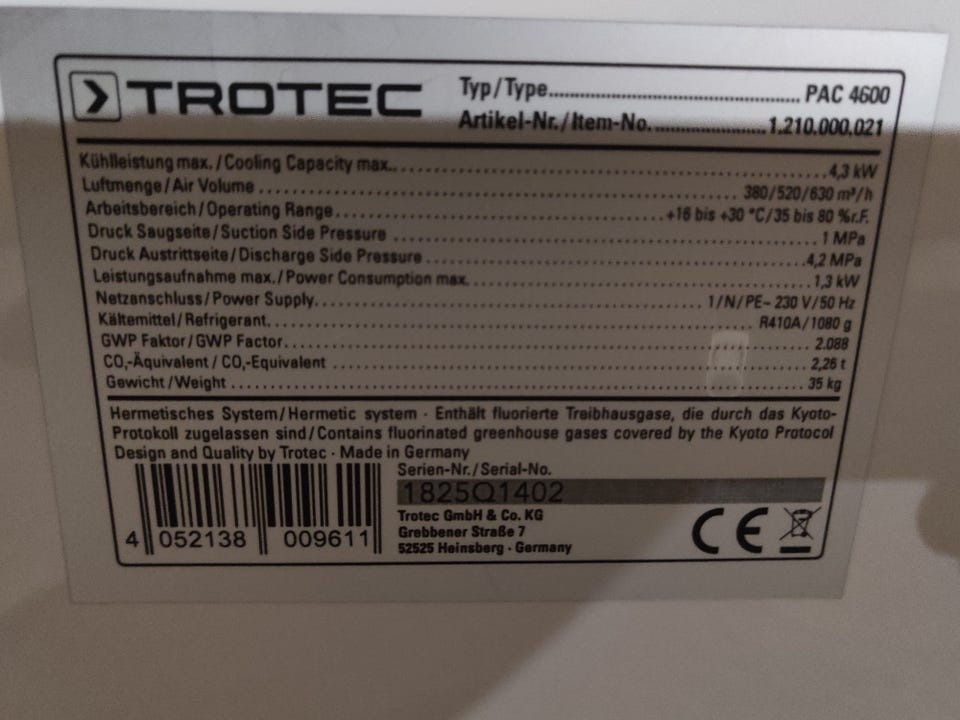 TROTEC
Typ/Type.......... PAC 4600
Artikel-Nr./Item-No. .......... 1.210.000.021
Kühlleistung max./Cooling Capacity max. .......... 4,3 kW
Luftmenge/Air Volume .......... 380/520/630 m³/h
Arbeitsbereich/Operating Range .......... +16 bis +30 °C/35 bis 80 %r.F.
Druck Saugseite/Suction Side Pressure .......... 1 MPa
Druck Austrittseite/Discharge Side Pressure .......... 4,2 MPa
Leistungsaufnahme max./Power Consumption max. .......... 1,3 kW
Netzanschluss/Power Supply .......... 1/N/PE~ 230 V/50 Hz
Kältemittel/Refrigerant .......... R410A/1080 g
GWP Faktor/GWP Factor .......... 2.088
CO₂-Äquivalent / CO₂-Equivalent .......... 2,26 t
Gewicht/Weight .......... 35 kg
Hermetisches System/Hermetic system · Enthält fluorierte Treibhausgase, die durch das Kyoto-
Protokoll zugelassen sind/Contains fluorinated greenhouse gases covered by the Kyoto Protocol
Design and Quality by Trotec · Made in Germany
Serien-Nr./Serial-No.
1825Q1402
Trotec GmbH & Co. KG
Grebbener Straße 7
52525 Heinsberg · Germany
4 052138 009611
CE